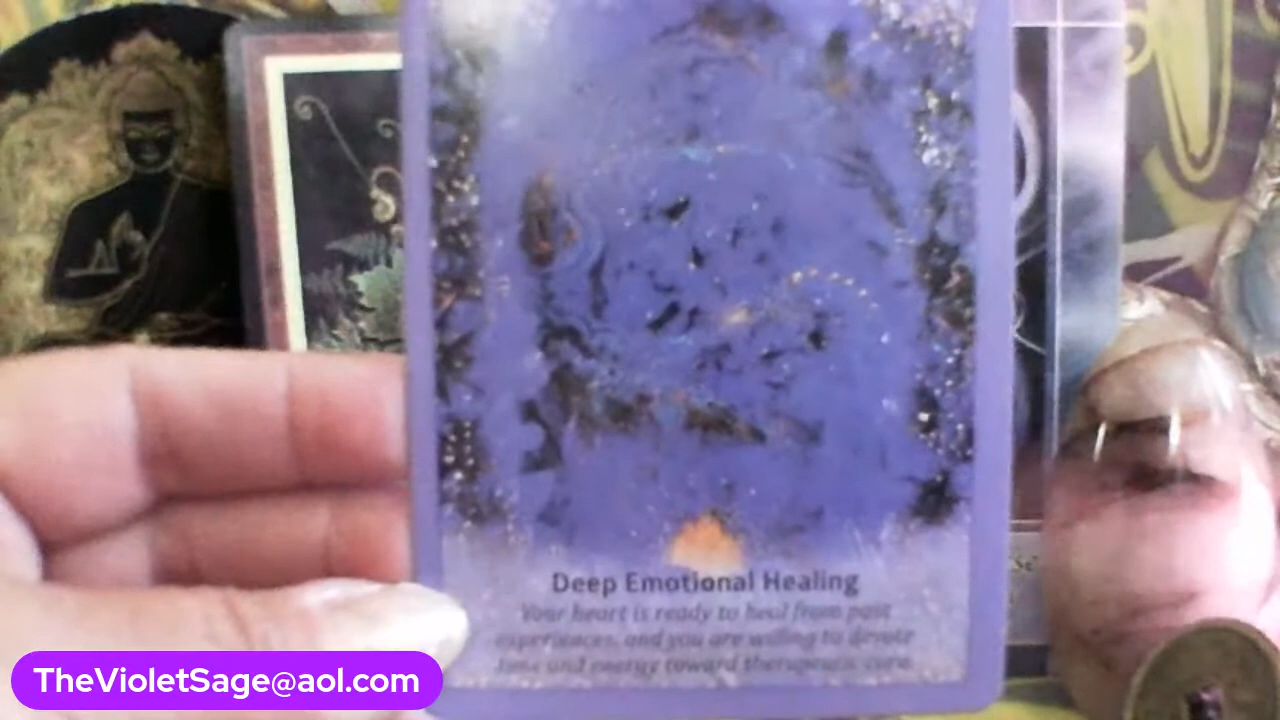 Deep Emotional Healing
Your heart is ready to heal from past
experiences, and you are willing to devote
time and energy toward therapeutic care.
TheVioletSage@aol.com